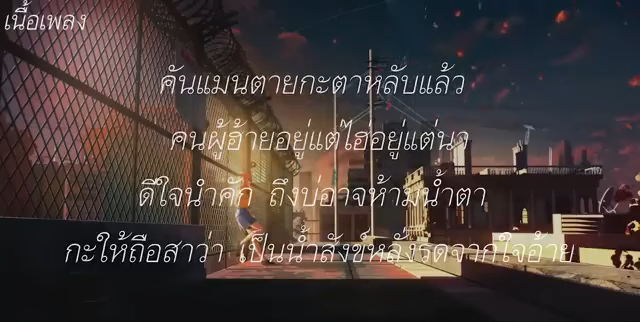 เนื้อเพลง
คันแมนตายกะตาหลับแล้ว
คนผู้ฮ้ายอยู่แต่ไฮ่อยู่แต่นา
ดีใจนำคัก ถึงบ่อาจห้ามน้ำตา
กะให้ถือสาว่า เป็นน้ำสังข์หลั่งรดจากใจอ้าย